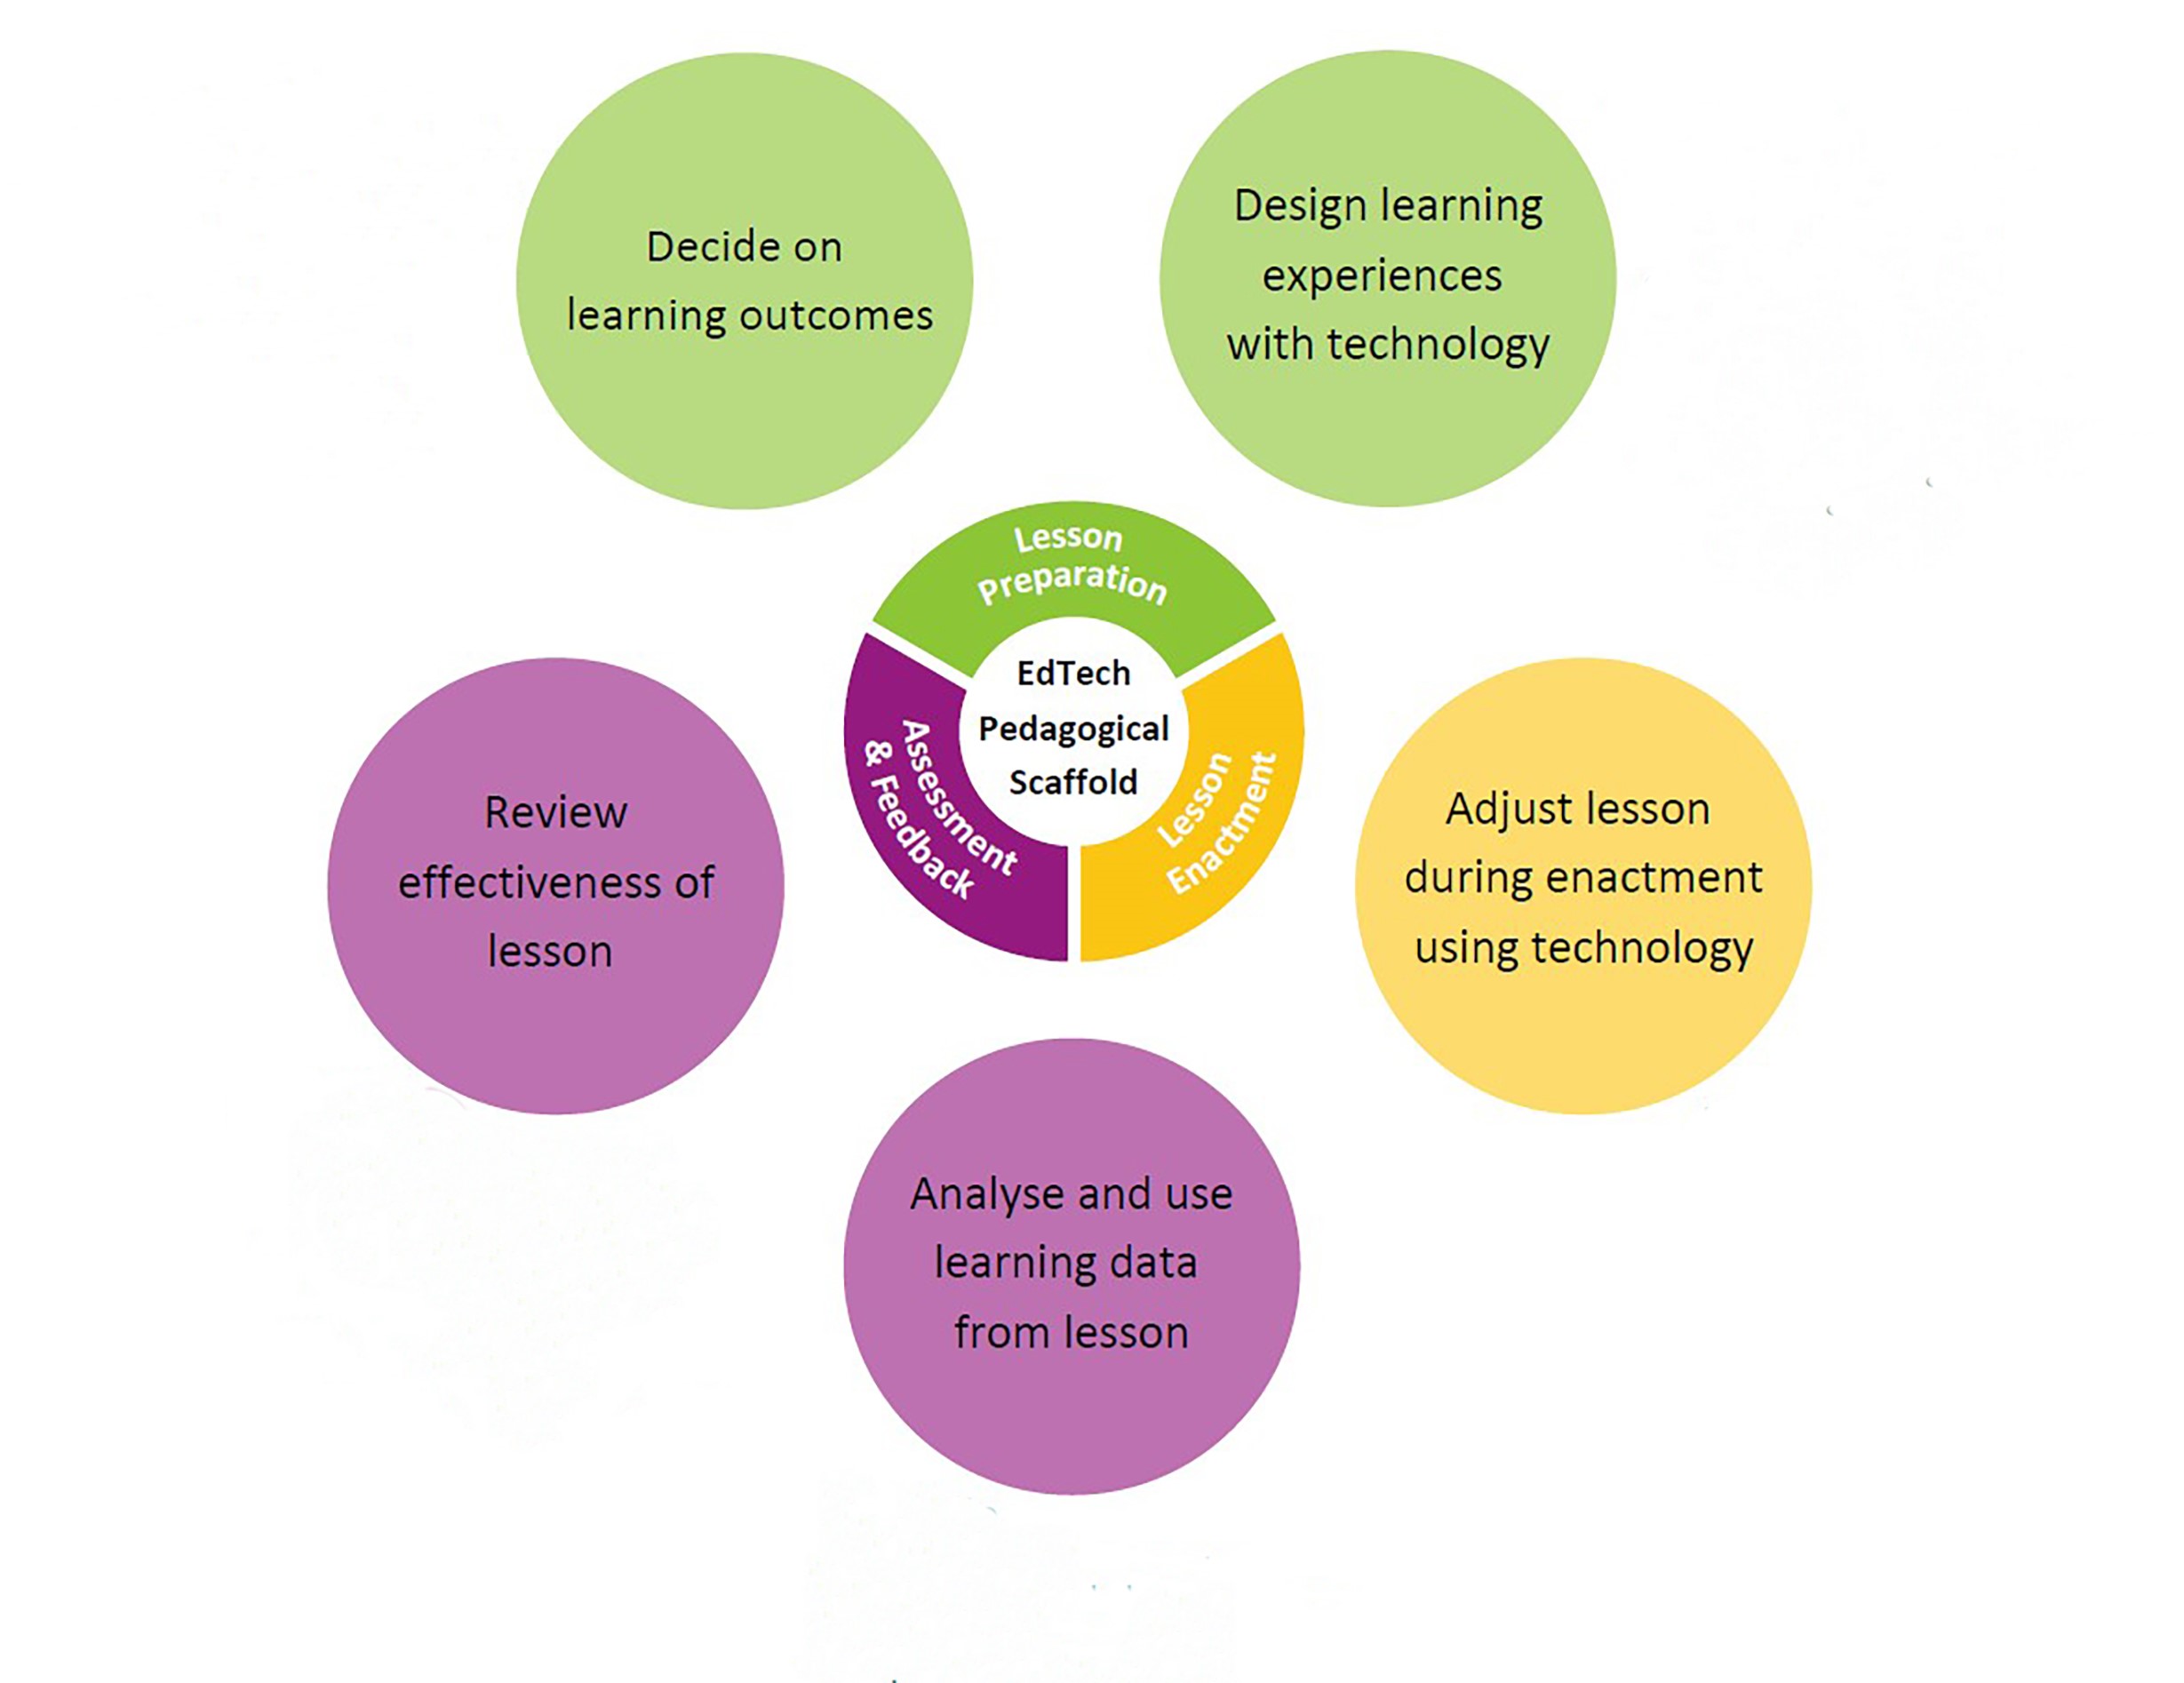 Decide on
learning outcomes
Design learning
experiences
with technology
Lesson
Preparation
EdTech
Pedagogical
Scaffold
Assessment
& Feedback
Lesson
Enactment
Review
effectiveness of
lesson
Adjust lesson
during enactment
using technology
Analyse and use
learning data
from lesson